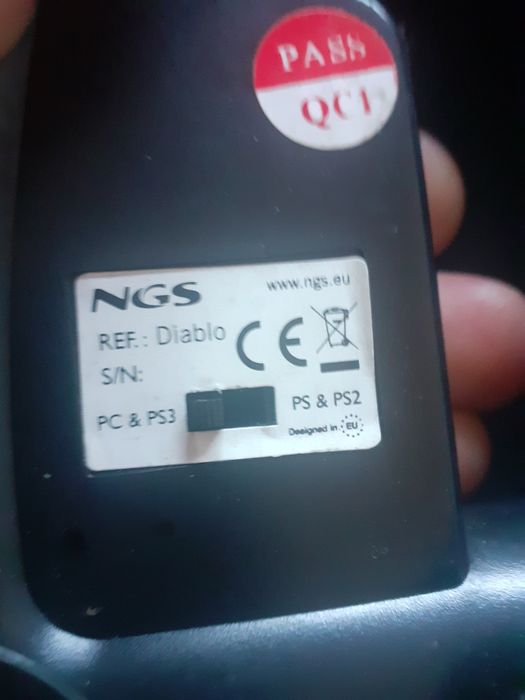 PASS
QC1
NGS
www.ngs.eu
REF.: Diablo
CE
S/N:
PC & PS3
PS & PS2
Designed in EU